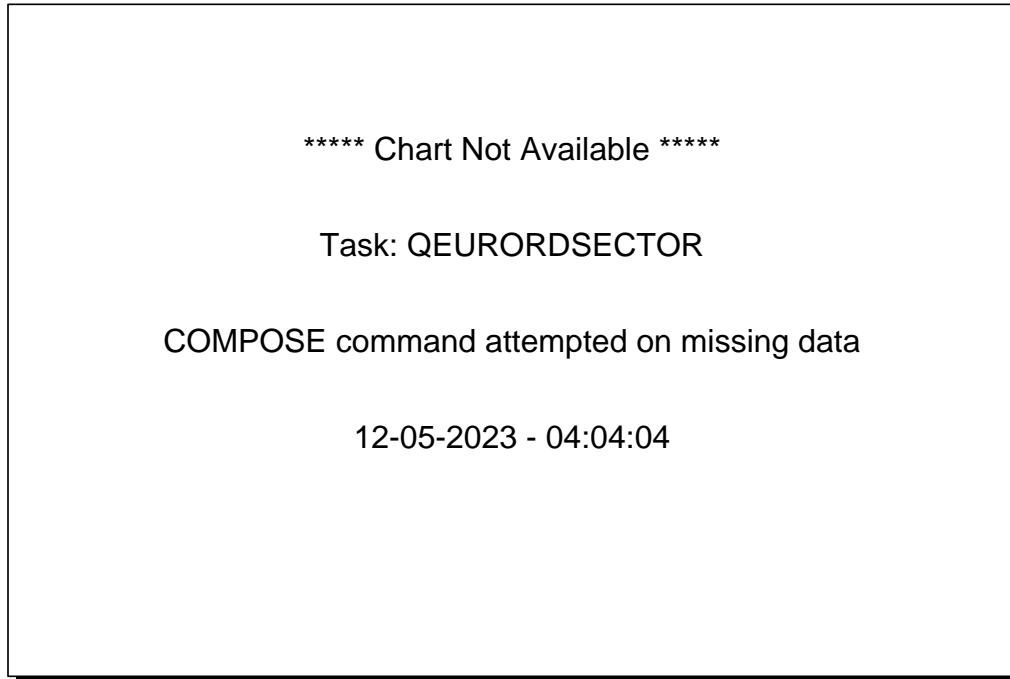 ***** Chart Not Available *****
Task: QEURORDSECTOR
COMPOSE command attempted on missing data
12-05-2023 - 04:04:04